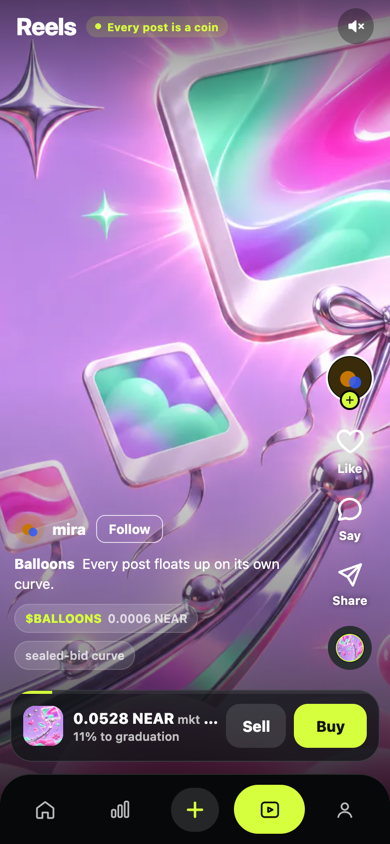 Reels
Every post is a coin
Like
mira
Follow
Say
Balloons Every post floats up on its own
curve.
Share
$BALLOONS 0.0006 NEAR
sealed-bid curve
0.0528 NEAR mkt ...
11% to graduation
Sell
Buy